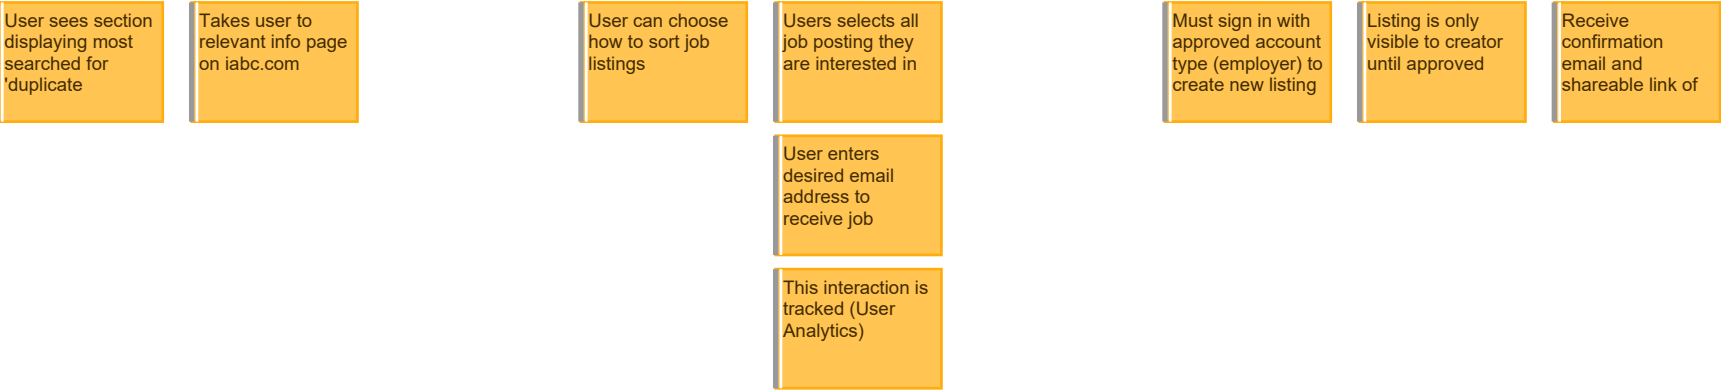 User sees section
displaying most
searched for
'duplicate
Takes user to
relevant info page
on iabc.com
User can choose
how to sort job
listings
Users selects all
job posting they
are interested in
User enters
desired email
address to
receive job
This interaction is
tracked (User
Analytics)
Must sign in with
approved account
type (employer) to
create new listing
Listing is only
visible to creator
until approved
Receive
confirmation
email and
shareable link of